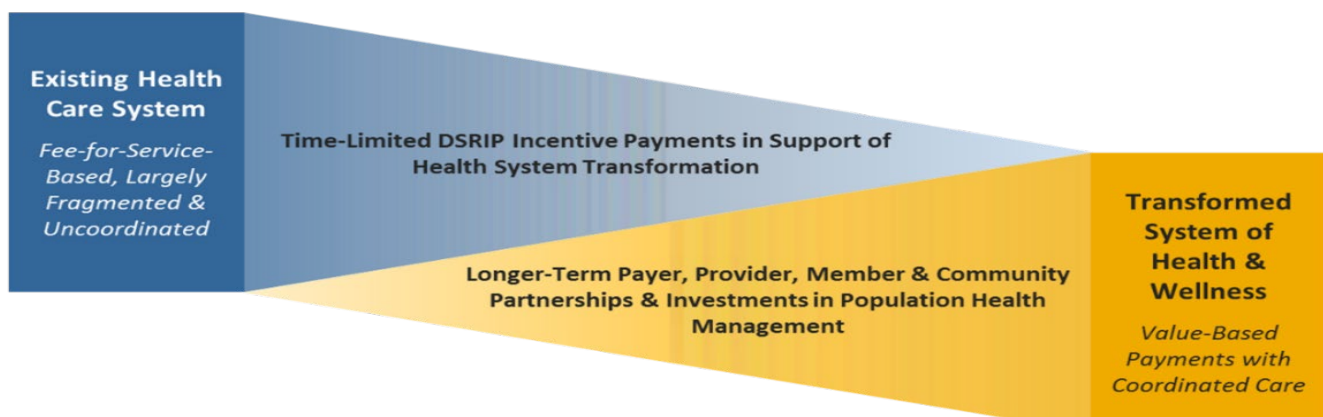 Existing Health
Care System
Fee-for-Service-
Based, Largely
Fragmented &
Uncoordinated
Time-Limited DSRIP Incentive Payments in Support of
Health System Transformation
Longer-Term Payer, Provider, Member & Community
Partnerships & Investments in Population Health
Management
Transformed
System of
Health &
Wellness
Value-Based
Payments with
Coordinated Care